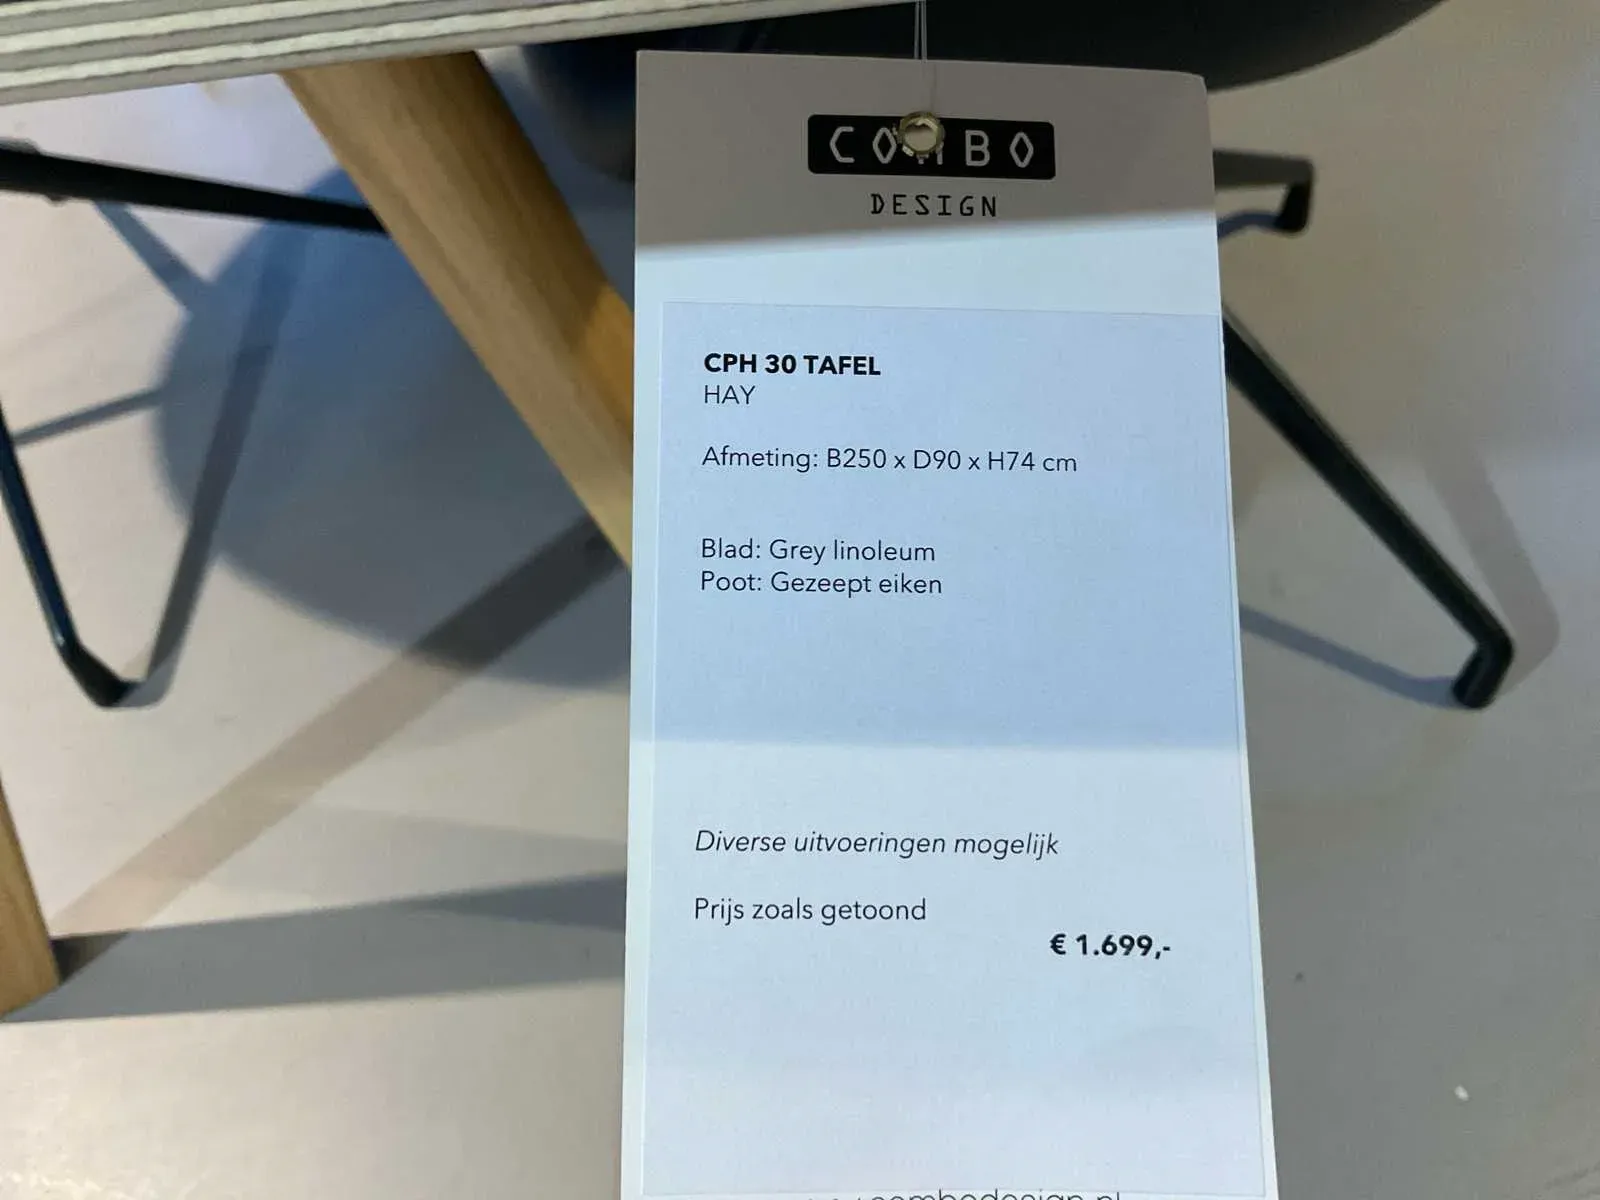 COMBO
DESIGN
CPH 30 TAFEL
HAY
Afmeting: B250 x D90 x H74 cm
Blad: Grey linoleum
Poot: Gezeept eiken
Diverse uitvoeringen mogelijk
Prijs zoals getoond
€ 1.699,-